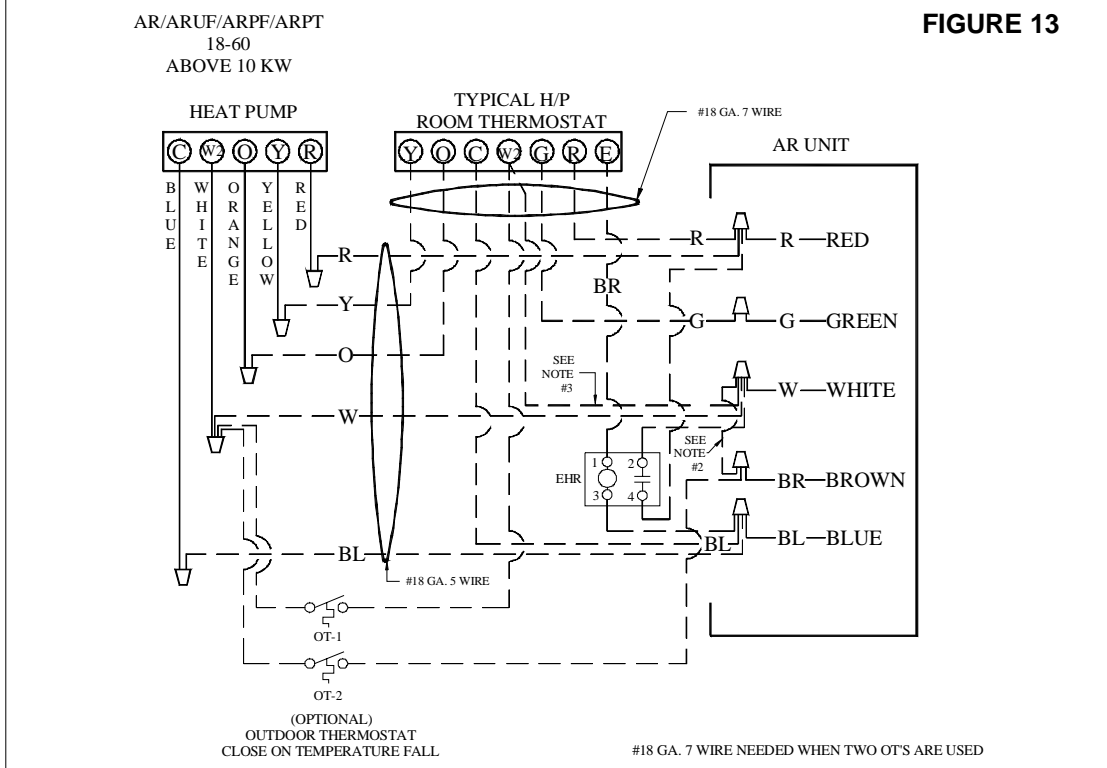 AR/ARUF/ARPF/ARPT
18-60
ABOVE 10 KW
FIGURE 13
HEAT PUMP
C W2 O Y R
BLUE
WHITE
ORANGE
YELLOW
RED
TYPICAL H/P
ROOM THERMOSTAT
Y O C W2 G R E
#18 GA. 7 WIRE
AR UNIT
R R RED
R
BR
Y
G G GREEN
O
SEE
NOTE
#3
W WHITE
W
SEE
NOTE
#2
EHR
1 2
3 4
BR BROWN
BL BL BLUE
BL
#18 GA. 5 WIRE
OT-1
OT-2
(OPTIONAL)
OUTDOOR THERMOSTAT
CLOSE ON TEMPERATURE FALL
#18 GA. 7 WIRE NEEDED WHEN TWO OT'S ARE USED